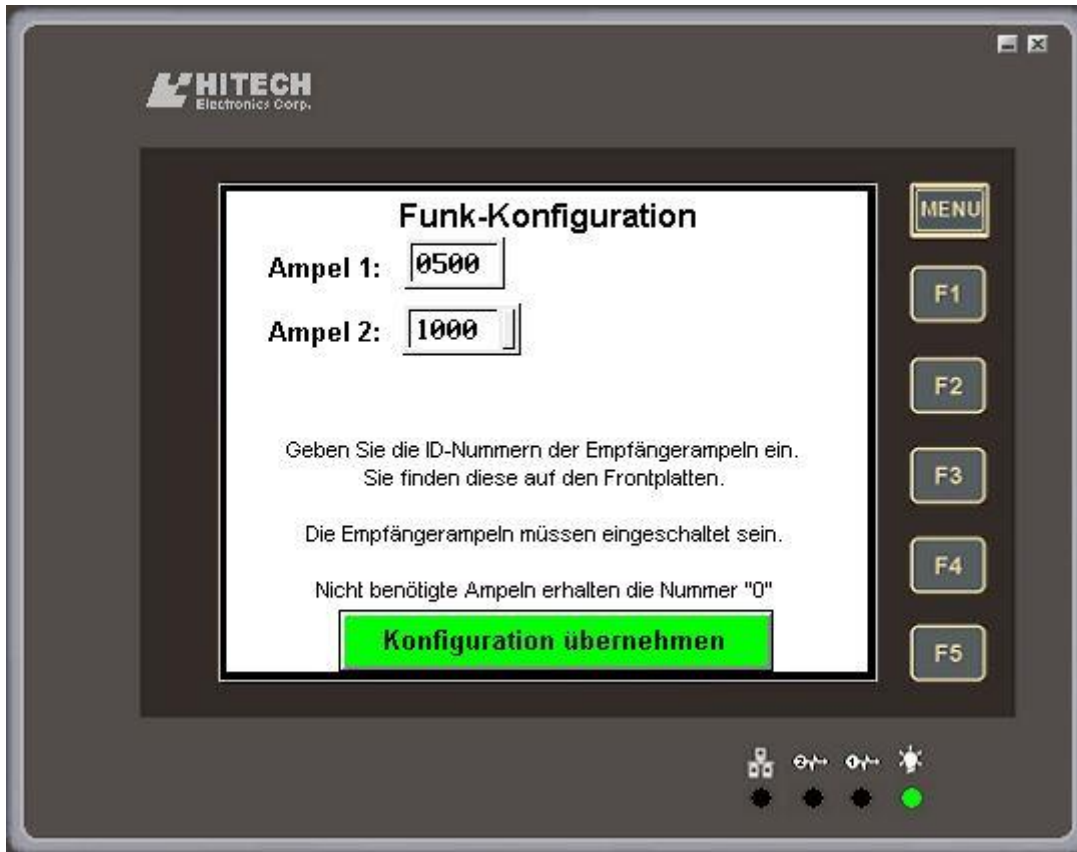 HITECH
Electronics Corp.
Funk-Konfiguration
MENU
Ampel 1: 0500
F1
Ampel 2: 1000
F2
Geben Sie die ID-Nummern der Empfängerampeln ein.
Sie finden diese auf den Frontplatten.
F3
Die Empfängerampeln müssen eingeschaltet sein.
F4
Nicht benötigte Ampeln erhalten die Nummer "0"
Konfiguration übernehmen
F5